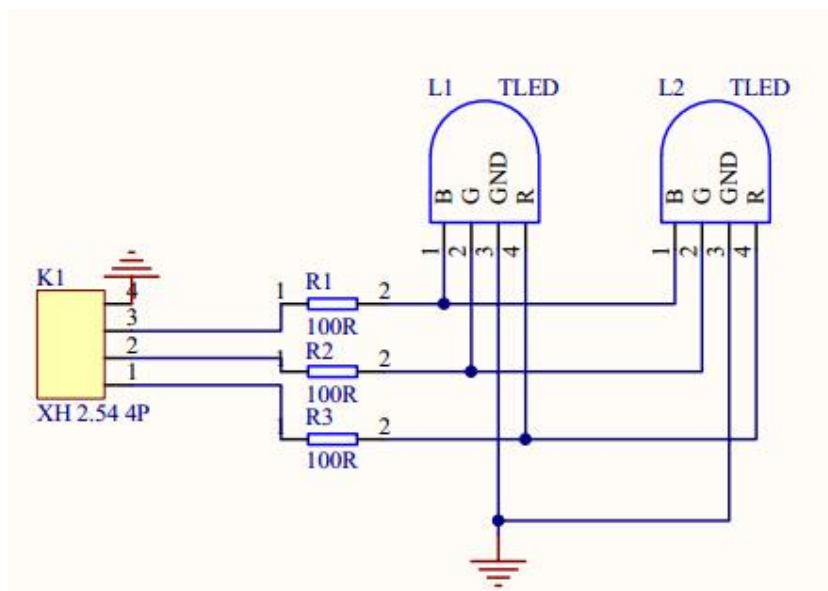 L1 TLED L2 TLED
B G GND R B G GND R
1 2 3 4 1 2 3 4
K1
4
3
2
1
XH 2.54 4P
R1
1 2
100R
R2
1 2
100R
R3
1 2
100R